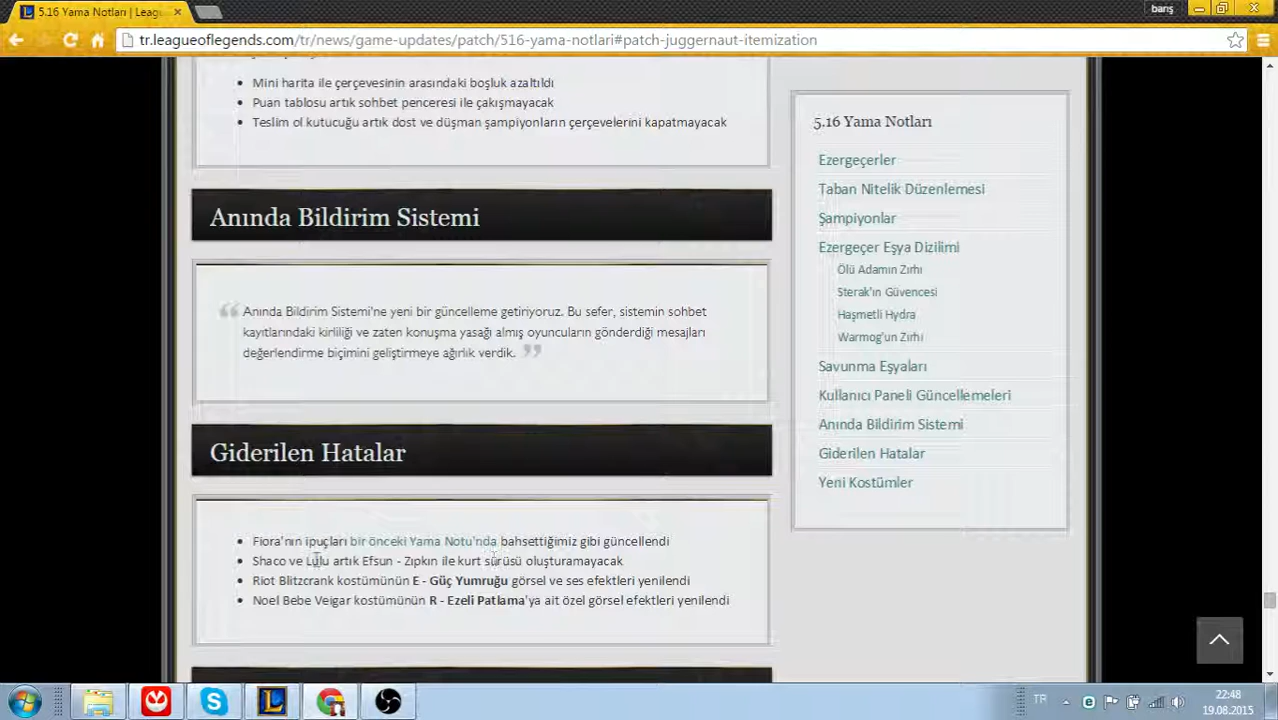 5.16 Yama Notları | Leagu
barış
tr.leagueoflegends.com/tr/news/game-updates/patch/516-yama-notlari#patch-juggernaut-itemization
Mini harita ile çerçevesinin arasındaki boşluk azaltıldı
Puan tablosu artık sohbet penceresi ile çakışmayacak
Teslim ol kutucuğu artık dost ve düşman şampiyonların çerçevelerini kapatmayacak
Anında Bildirim Sistemi
Anında Bildirim Sistemi'ne yeni bir güncelleme getiriyoruz. Bu sefer, sistemin sohbet
kayıtlarındaki kirliliği ve zaten konuşma yasağı almış oyuncuların gönderdiği mesajları
değerlendirme biçimini geliştirmeye ağırlık verdik.
Giderilen Hatalar
Fiora'nın ipuçları bir önceki Yama Notu'nda bahsettiğimiz gibi güncellendi
Shaco ve Lulu artık Efsun - Zıpkın ile kurt sürüsü oluşturamayacak
Riot Blitzcrank kostümünün E - Güç Yumruğu görsel ve ses efektleri yenilendi
Noel Bebe Veigar kostümünün R - Ezeli Patlama'ya ait özel görsel efektleri yenilendi
5.16 Yama Notları
Ezergeçerler
Taban Nitelik Düzenlemesi
Şampiyonlar
Ezergeçer Eşya Dizilimi
Ölü Adamın Zırhı
Sterak'ın Güvencesi
Haşmetli Hydra
Warmog'un Zırhı
Savunma Eşyaları
Kullanıcı Paneli Güncellemeleri
Anında Bildirim Sistemi
Giderilen Hatalar
Yeni Kostümler
TR
22:48
19.08.2015